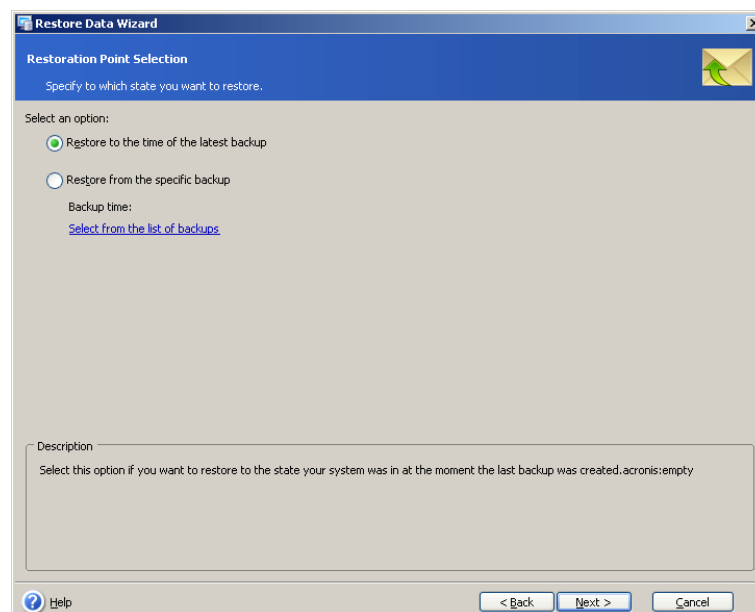 Restore Data Wizard
Restoration Point Selection
Specify to which state you want to restore.
Select an option:
Restore to the time of the latest backup
Restore from the specific backup
Backup time:
Select from the list of backups
Description
Select this option if you want to restore to the state your system was in at the moment the last backup was created.acronis:empty
Help
< Back
Next >
Cancel